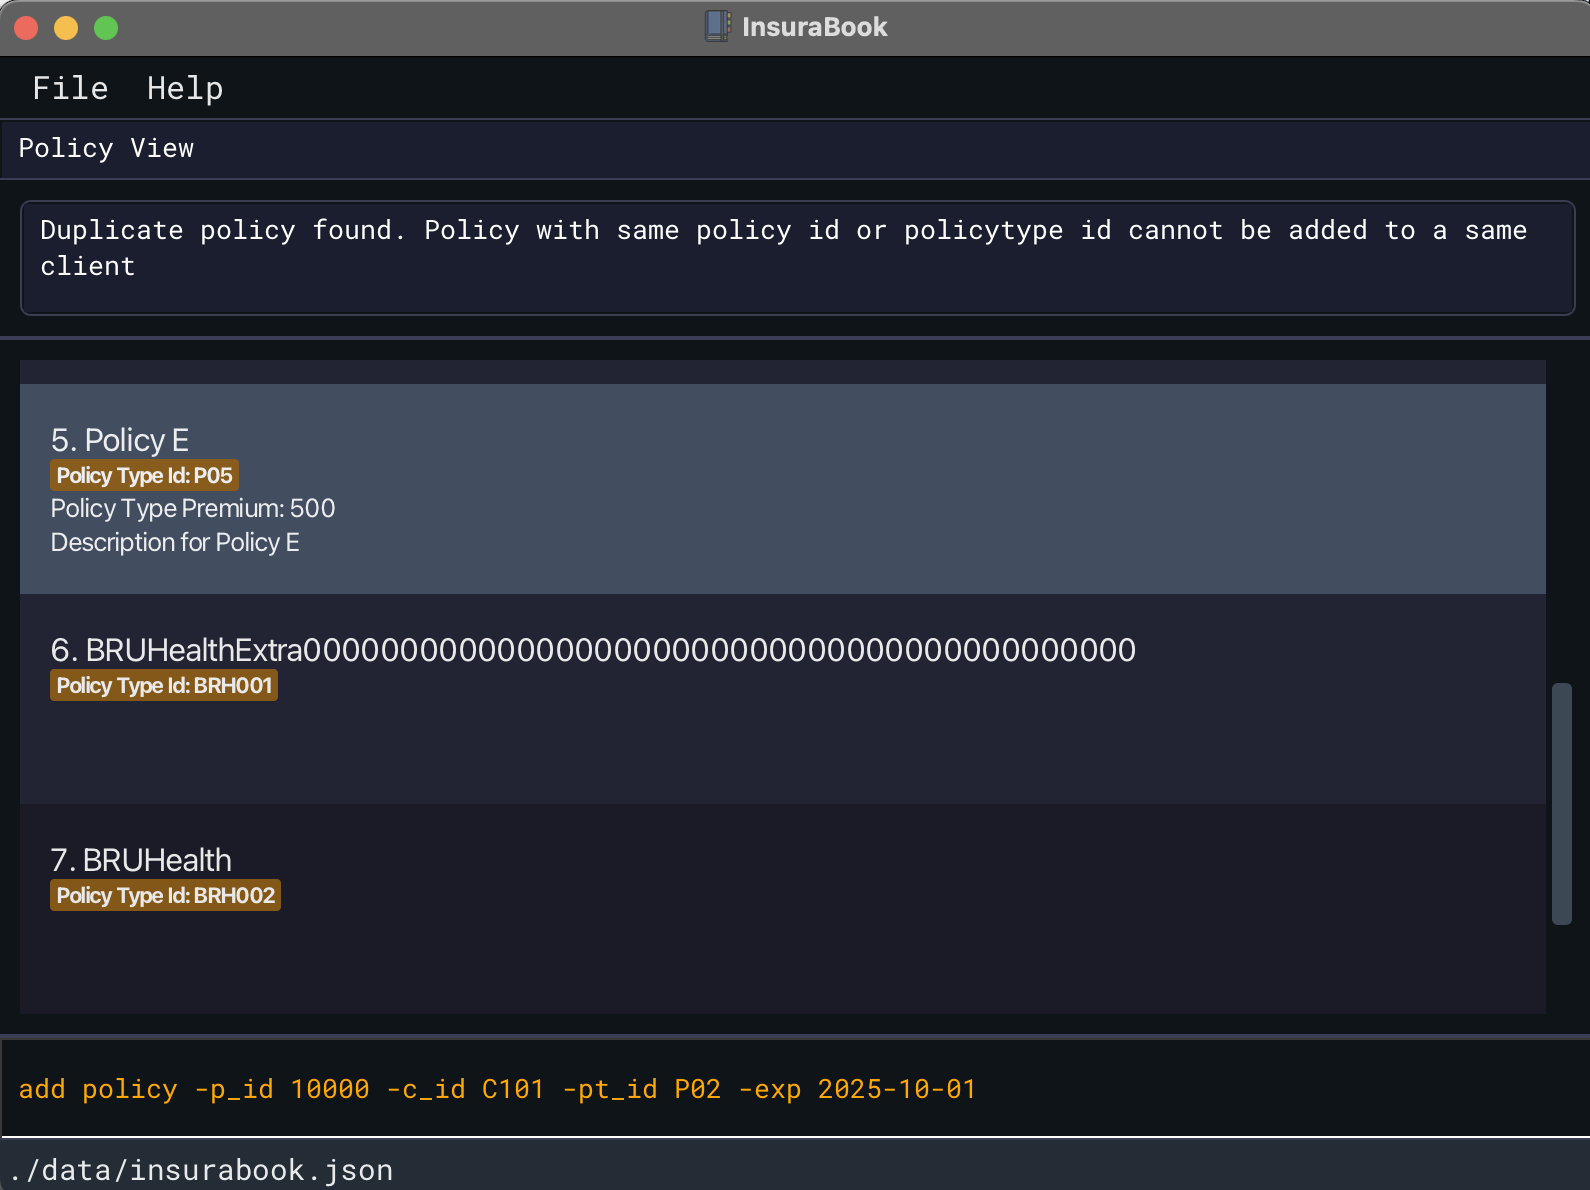 InsuraBook
File Help
Policy View
Duplicate policy found. Policy with same policy id or policytype id cannot be added to a same
client
5. Policy E
Policy Type Id: P05
Policy Type Premium: 500
Description for Policy E
6. BRUHealthExtra0000000000000000000000000000000000000000000
Policy Type Id: BRH001
7. BRUHealth
Policy Type Id: BRH002
add policy -p_id 10000 -c_id C101 -pt_id P02 -exp 2025-10-01
./data/insurabook.json